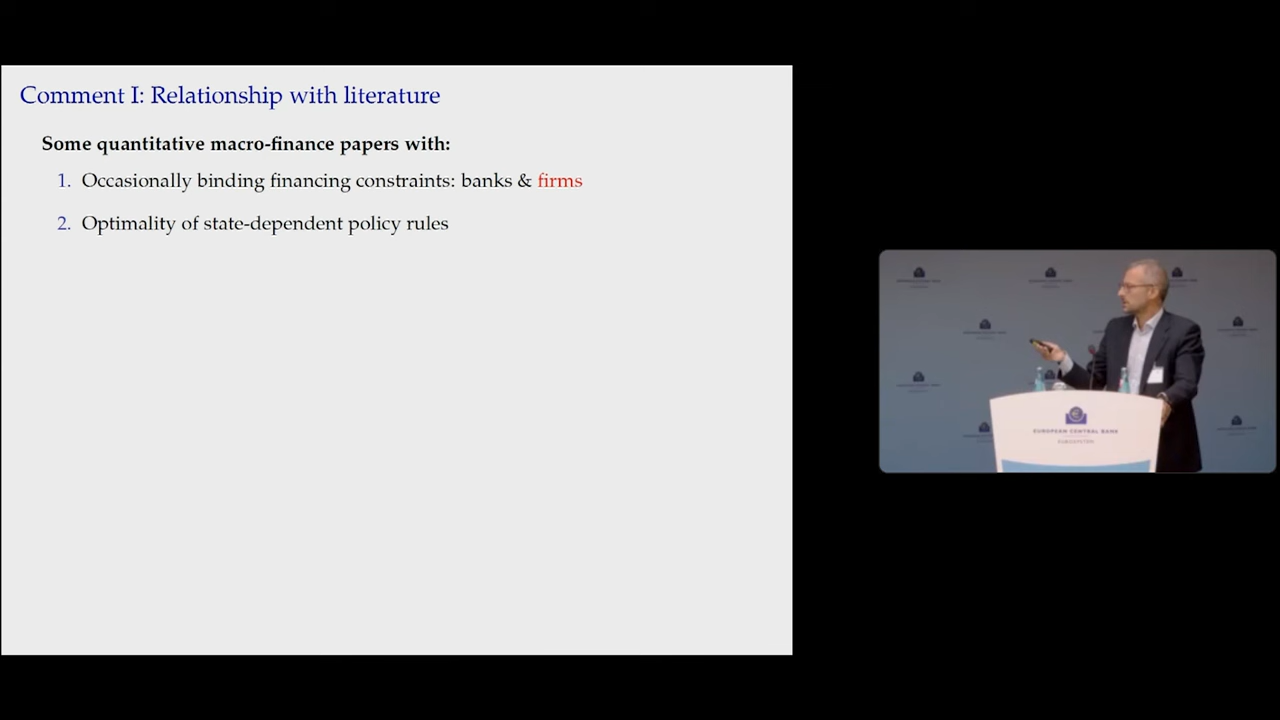 Comment I: Relationship with literature
Some quantitative macro-finance papers with:
1. Occasionally binding financing constraints: banks & firms
2. Optimality of state-dependent policy rules
EUROPEAN CENTRAL BANK
EUROSYSTEM